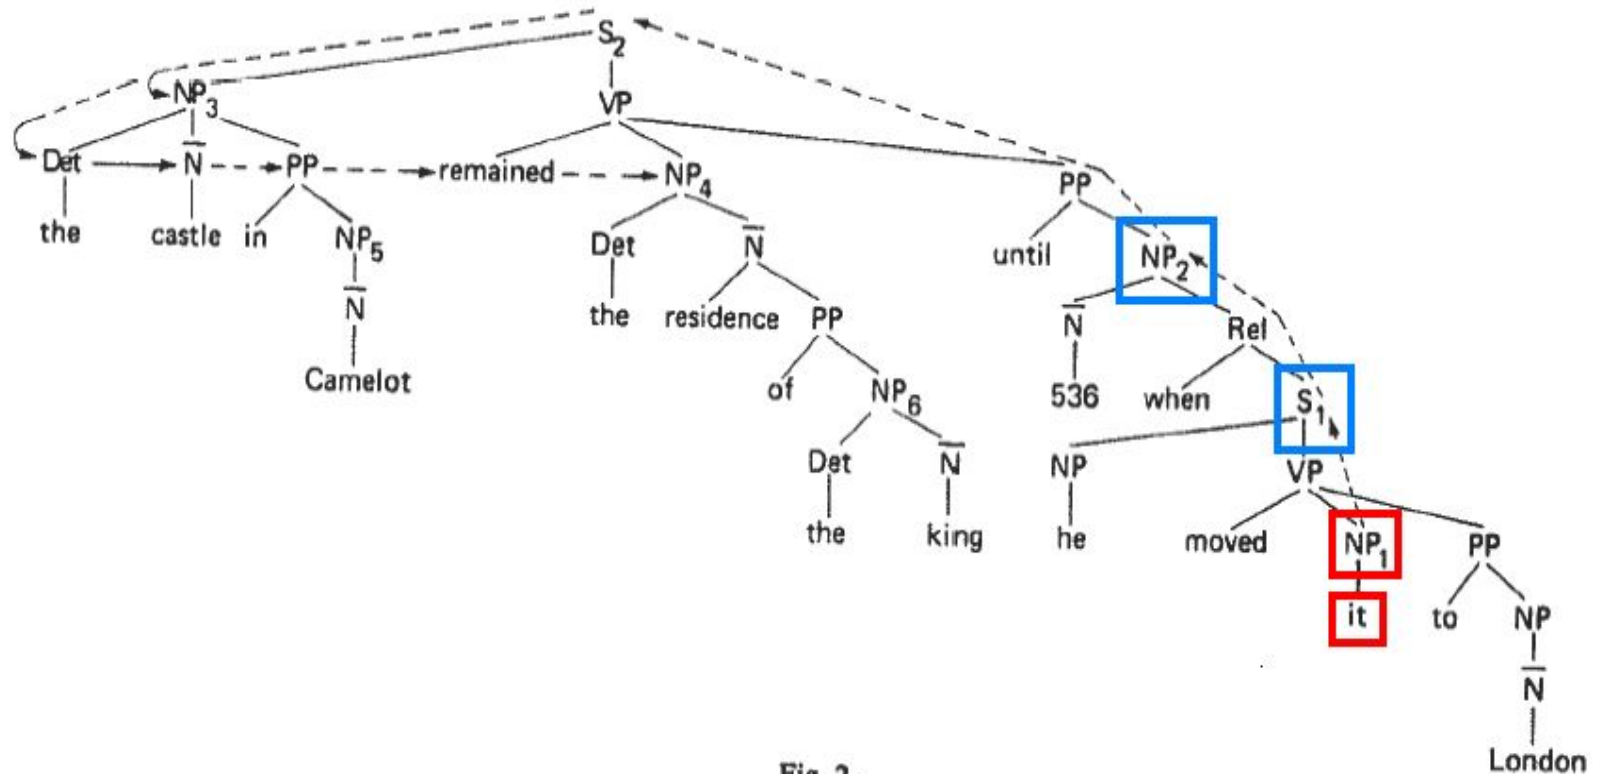 S2
NP3 VP
Det N PP remained NP4 PP
the castle in NP5 Det N until NP2
N the residence PP N Rel
Camelot of NP6 536 when S1
Det N NP VP
the king he moved NP1 PP
it to NP
N
London
Fig. 2.